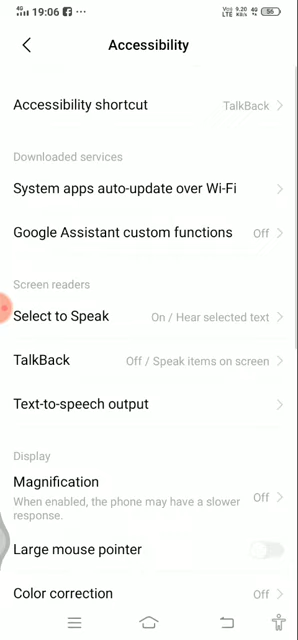 4G 19:06 ···
Accessibility
Accessibility shortcut TalkBack
Downloaded services
System apps auto-update over Wi-Fi
Google Assistant custom functions Off
Screen readers
Select to Speak On / Hear selected text
TalkBack Off / Speak items on screen
Text-to-speech output
Display
Magnification Off
When enabled, the phone may have a slower
response.
Large mouse pointer
Color correction Off